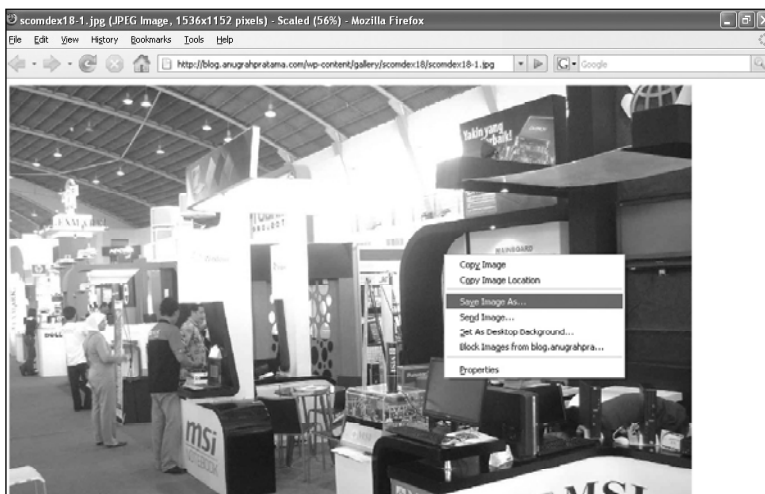 scomdex18-1.jpg (JPEG Image, 1536x1152 pixels) - Scaled (56%) - Mozilla Firefox
File Edit View History Bookmarks Tools Help
http://blog.anugrahpratama.com/wp-content/gallery/scomdex18/scomdex18-1.jpg
G Google
Yakin yang
MAINBOARD
Copy Image
Copy Image Location
Save Image As...
Send Image...
Set As Desktop Background...
Block Images from blog.anugrahpra...
Properties
msi
NOTEBOOK
MSI